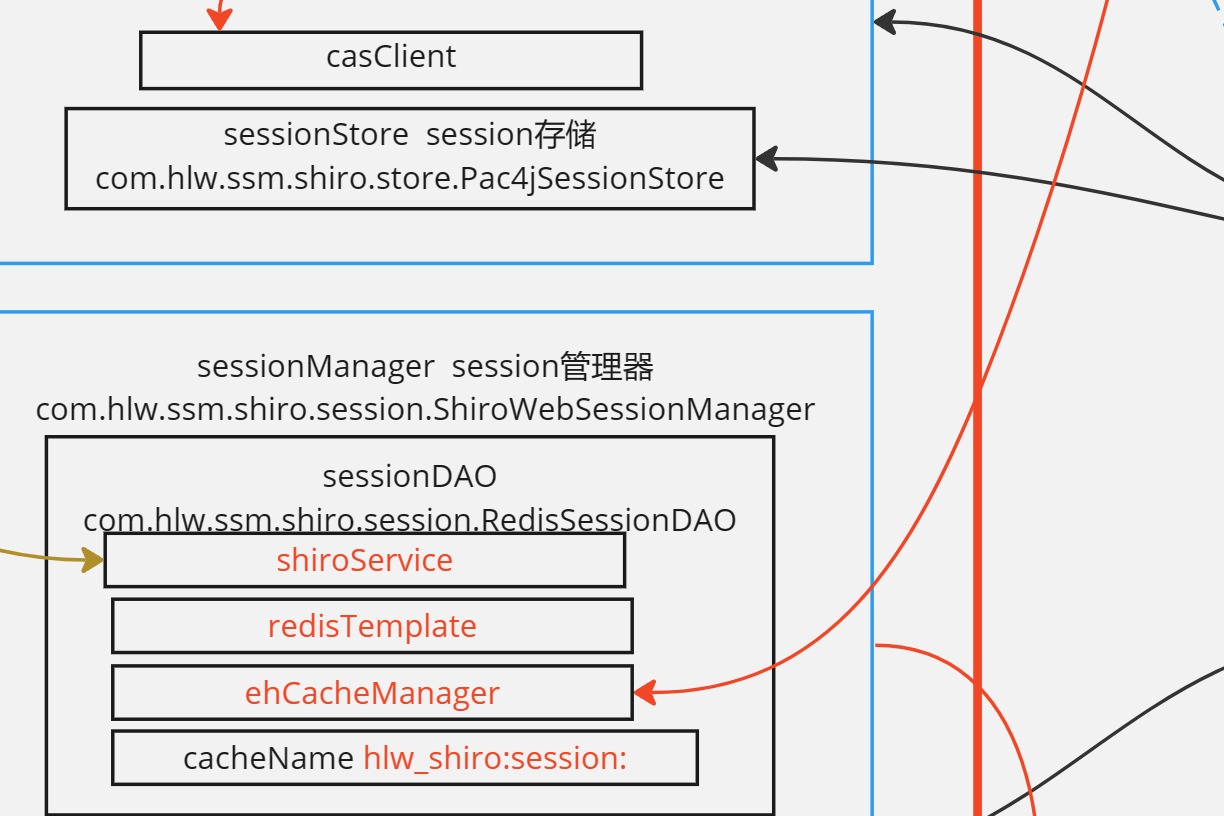 casClient
sessionStore session存储
com.hlw.ssm.shiro.store.Pac4jSessionStore
sessionManager session管理器
com.hlw.ssm.shiro.session.ShiroWebSessionManager
sessionDAO
com.hlw.ssm.shiro.session.RedisSessionDAO
shiroService
redisTemplate
ehCacheManager
cacheName hlw_shiro:session: